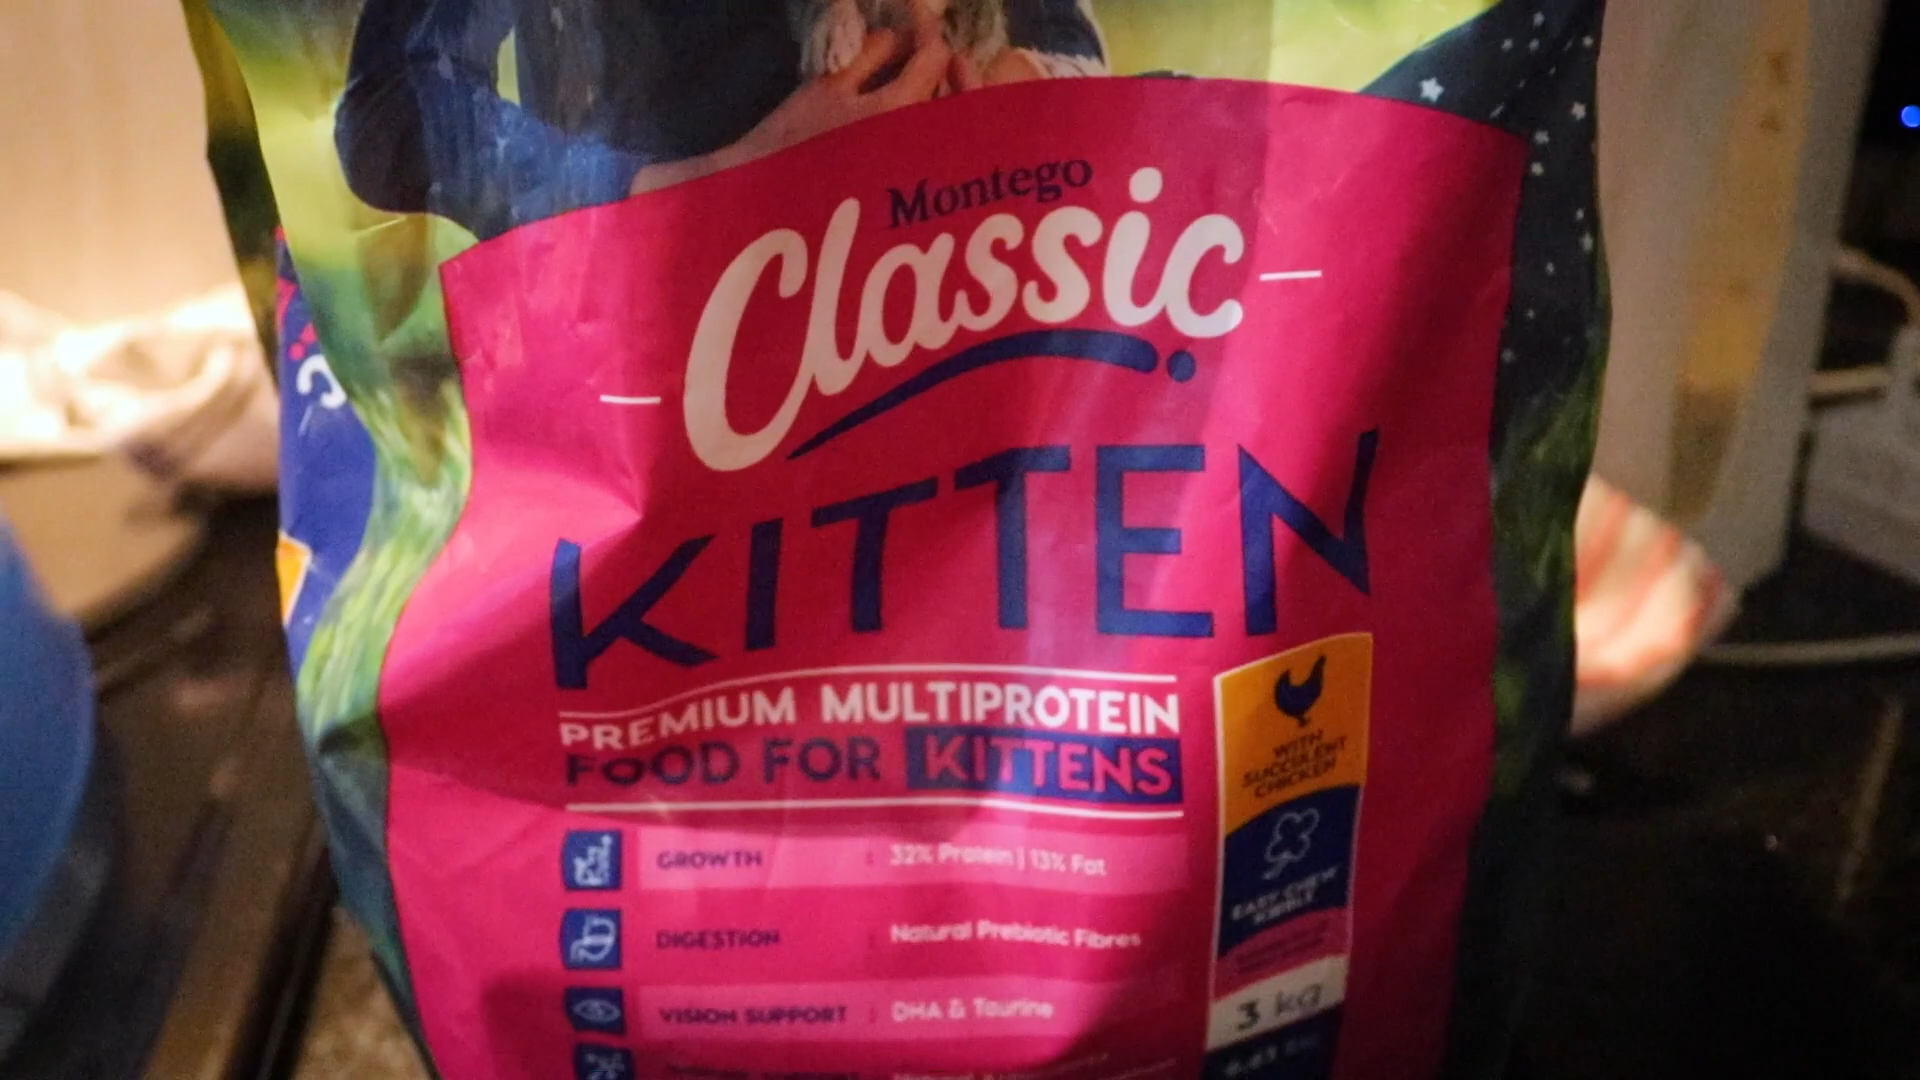 Montego
Classic
KITTEN
PREMIUM MULTIPROTEIN
FOOD FOR KITTENS
WITH
SUCCULENT
CHICKEN
EASY-CHEW
KIBBLE
GROWTH : 32% Protein | 13% Fat
DIGESTION : Natural Prebiotic Fibres
VISION SUPPORT : DHA & Taurine
3 kg